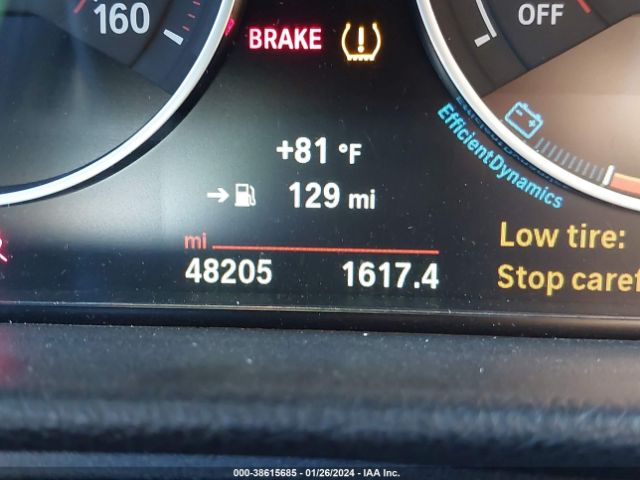 160
BRAKE
OFF
+81 °F
129 mi
EfficientDynamics
mi
48205 1617.4
Low tire:
Stop caref
000-38615685 - 01/26/2024 - IAA Inc.